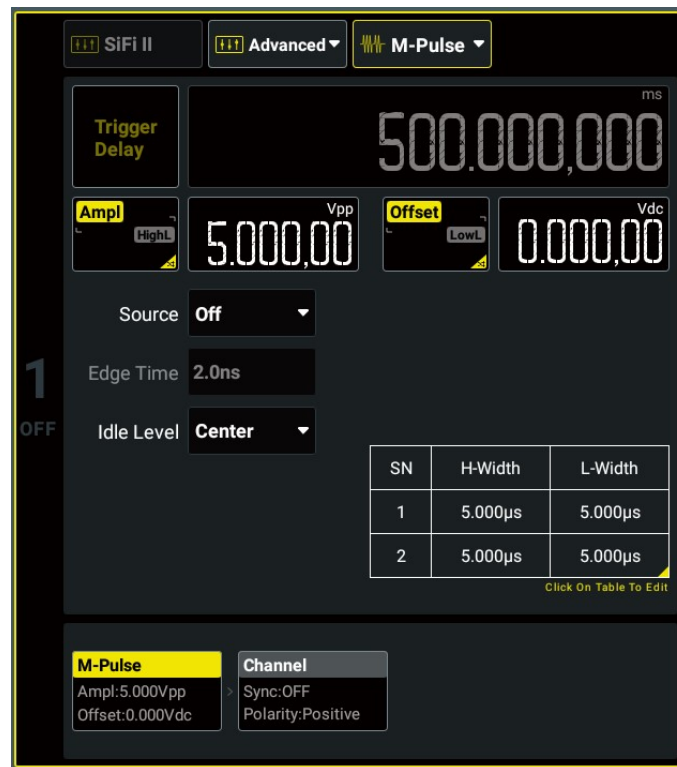 SiFi II
Advanced
M-Pulse
Trigger
Delay
ms
500.000,000
Ampl
HighL
Vpp
5.000,00
Offset
LowL
Vdc
0.000,00
Source
Off
Edge Time
2.0ns
Idle Level
Center
1
OFF
SN H-Width L-Width
1 5.000µs 5.000µs
2 5.000µs 5.000µs
Click On Table To Edit
M-Pulse
Ampl:5.000Vpp
Offset:0.000Vdc
>
Channel
Sync:OFF
Polarity:Positive